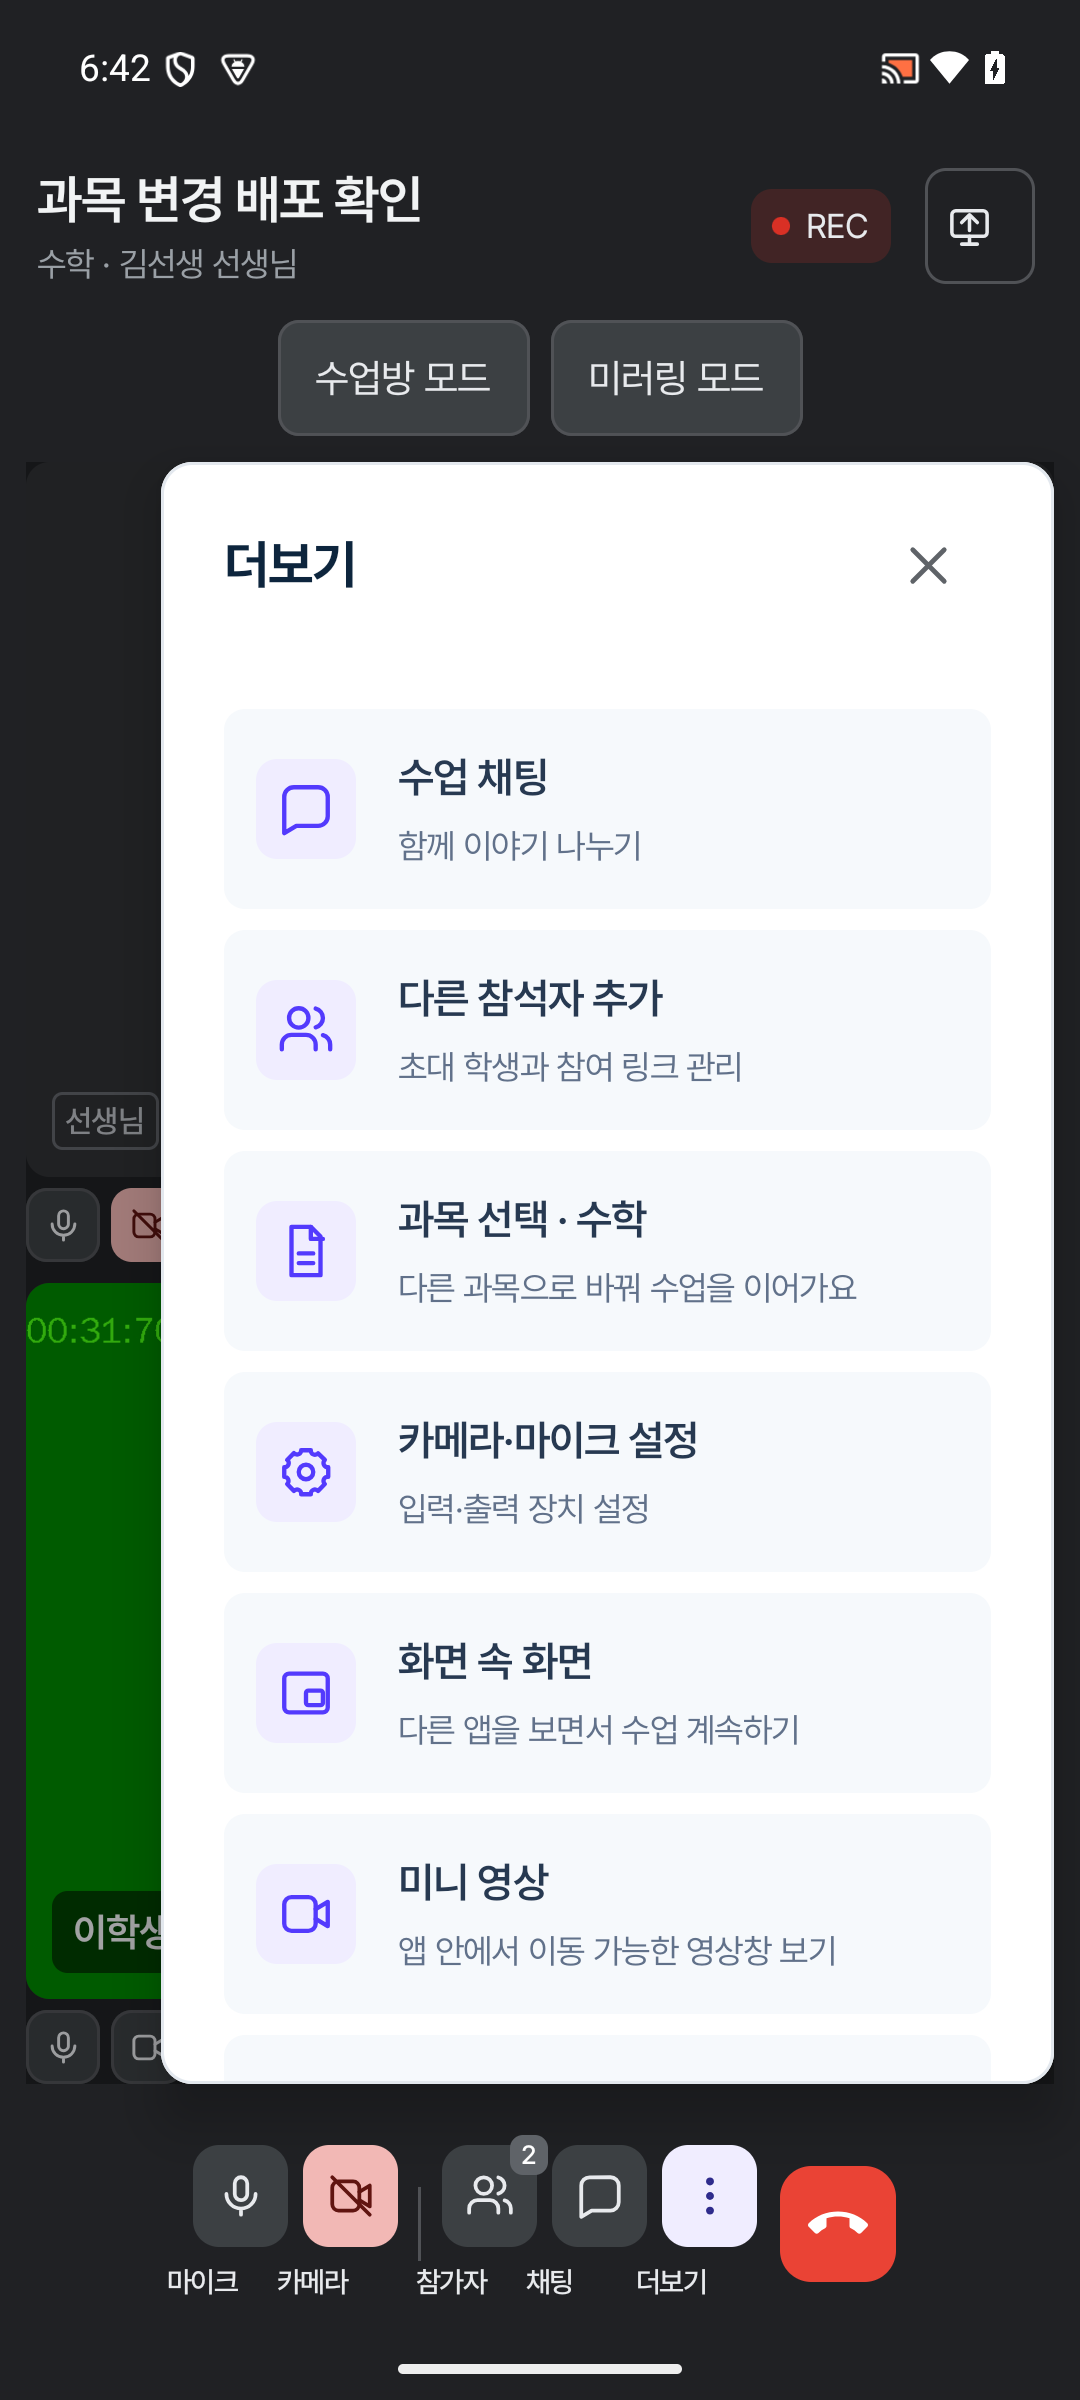 6:42
과목 변경 배포 확인
수학 · 김선생 선생님
REC
수업방 모드
미러링 모드
더보기
수업 채팅
함께 이야기 나누기
다른 참석자 추가
초대 학생과 참여 링크 관리
선생님
과목 선택 · 수학
다른 과목으로 바꿔 수업을 이어가요
00:31:70
카메라·마이크 설정
입력·출력 장치 설정
화면 속 화면
다른 앱을 보면서 수업 계속하기
미니 영상
앱 안에서 이동 가능한 영상창 보기
이학생
2
마이크
카메라
참가자
채팅
더보기